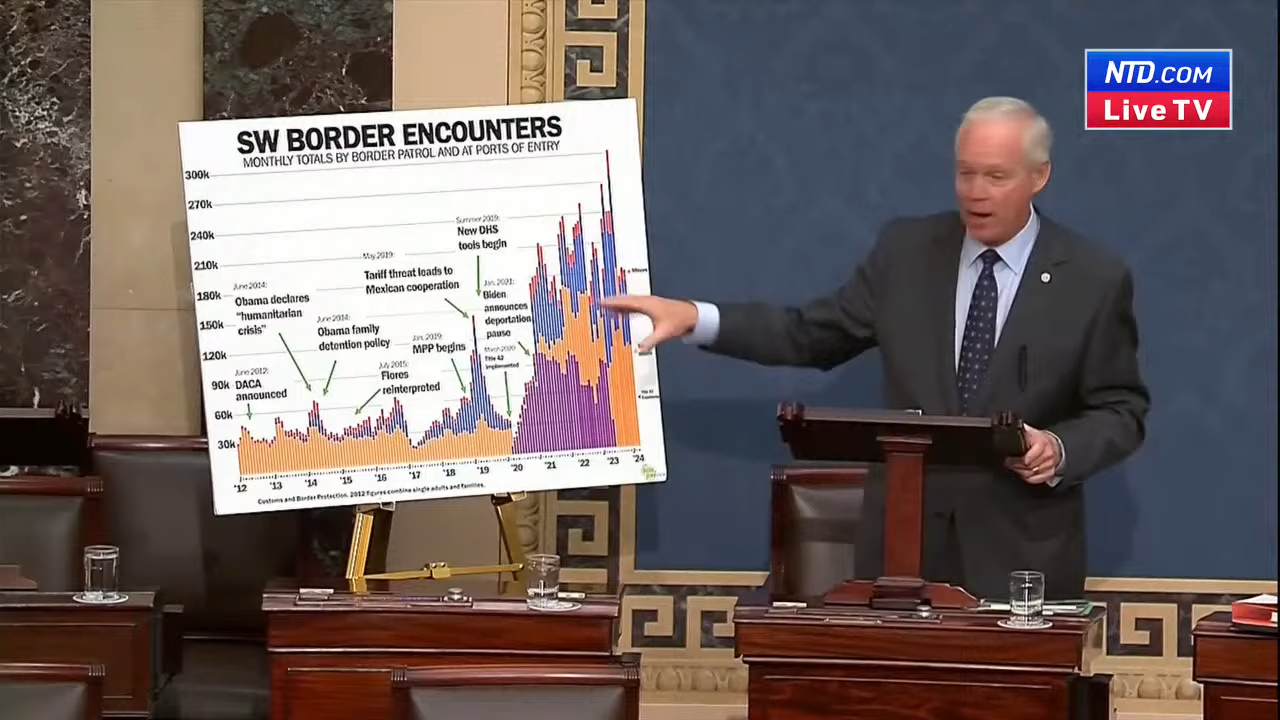 NTD.COM
Live TV
SW BORDER ENCOUNTERS
MONTHLY TOTALS BY BORDER PATROL AND AT PORTS OF ENTRY
300k
270k
240k
210k
180k
150k
120k
90k
60k
30k
June 2012:
DACA
announced
June 2014:
Obama declares
"humanitarian
crisis"
June 2014:
Obama family
detention policy
July 2015:
Flores
reinterpreted
Jan. 2019:
MPP begins
May 2019:
Tariff threat leads to
Mexican cooperation
Summer 2019:
New DHS
tools begin
March 2020:
Title 42
implemented
Jan. 2021:
Biden
announces
deportation
pause
Minors
'12 '13 '14 '15 '16 '17 '18 '19 '20 '21 '22 '23 '24
Customs and Border Protection. 2012 figures combine single adults and families.